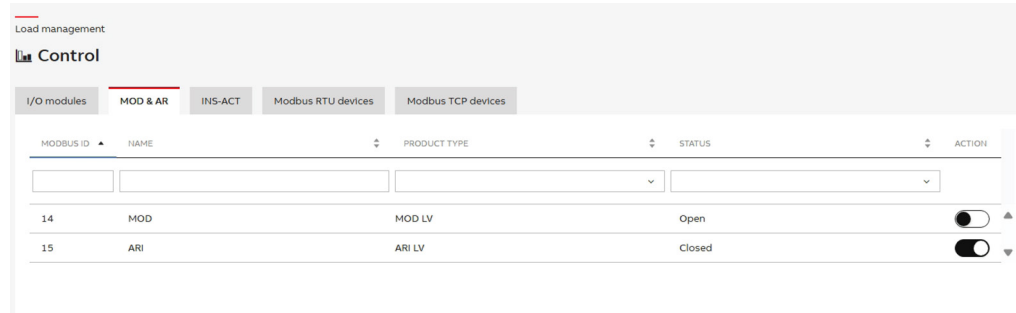 Load management
Control
I/O modules MOD & AR INS-ACT Modbus RTU devices Modbus TCP devices
MODBUS ID NAME PRODUCT TYPE STATUS ACTION
14 MOD MOD LV Open
15 ARI ARI LV Closed